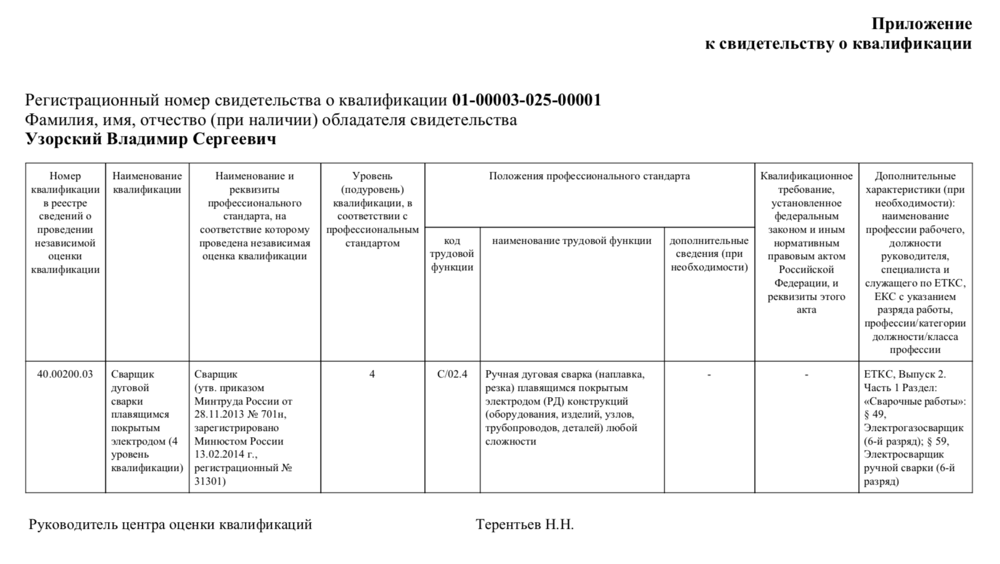 Приложение
к свидетельству о квалификации
Регистрационный номер свидетельства о квалификации 01-00003-025-00001
Фамилия, имя, отчество (при наличии) обладателя свидетельства
Узорский Владимир Сергеевич
Номер
квалификации
в реестре
сведений о
проведении
независимой
оценки
квалификации
Наименование
квалификации
Наименование и
реквизиты
профессионального
стандарта, на
соответствие которому
проведена независимая
оценка квалификации
Уровень
(подуровень)
квалификации, в
соответствии с
профессиональным
стандартом
Положения профессионального стандарта
код
трудовой
функции
наименование трудовой функции
дополнительные
сведения (при
необходимости)
Квалификационное
требование,
установленное
федеральным
законом и иным
нормативным
правовым актом
Российской
Федерации, и
реквизиты этого
акта
Дополнительные
характеристики (при
необходимости):
наименование
профессии рабочего,
должности
руководителя,
специалиста и
служащего по ЕТКС,
ЕКС с указанием
разряда работы,
профессии/категории
должности/класса
профессии
40.00200.03
Сварщик
дуговой
сварки
плавящимся
покрытым
электродом (4
уровень
квалификации)
Сварщик
(утв. приказом
Минтруда России от
28.11.2013 № 701н,
зарегистрировано
Минюстом России
13.02.2014 г.,
регистрационный №
31301)
4
C/02.4
Ручная дуговая сварка (наплавка,
резка) плавящимся покрытым
электродом (РД) конструкций
(оборудования, изделий, узлов,
трубопроводов, деталей) любой
сложности
-
-
ЕТКС, Выпуск 2.
Часть 1 Раздел:
«Сварочные работы»:
§ 49,
Электрогазосварщик
(6-й разряд); § 59,
Электросварщик
ручной сварки (6-й
разряд)
Руководитель центра оценки квалификаций Терентьев Н.Н.